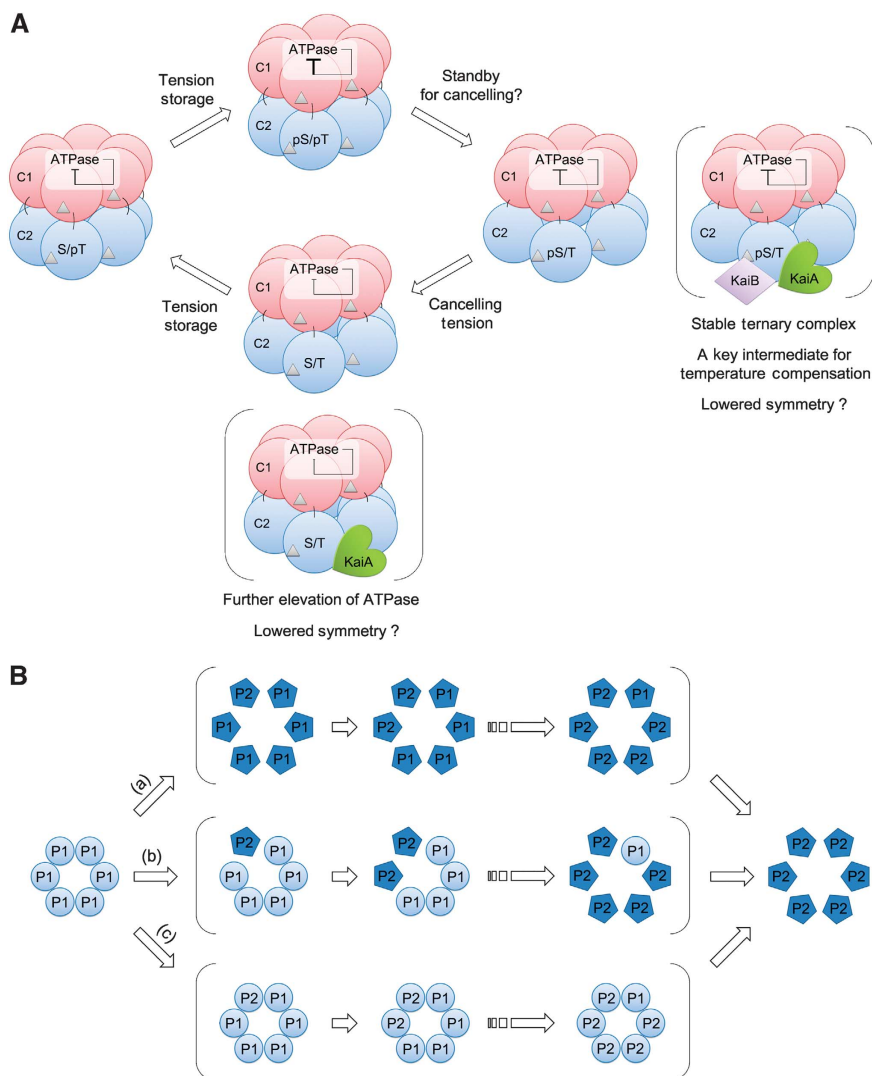 A
ATPase
C1
C2
pS/pT
Tension
storage
Standby
for cancelling?
ATPase
C1
C2
S/pT
ATPase
C1
C2
pS/T
ATPase
C1
C2
pS/T
KaiB
KaiA
Stable ternary complex
A key intermediate for
temperature compensation
Lowered symmetry ?
ATPase
C1
C2
S/T
Tension
storage
Cancelling
tension
ATPase
C1
C2
S/T
KaiA
Further elevation of ATPase
Lowered symmetry ?
B
P2 P1
P1 P1
P1 P1
P2 P1
P2 P1
P1 P1
P2 P1
P2 P2
P2 P2
(a)
P1 P1
P1 P1
P1 P1
(b)
P2 P1
P1 P1
P1 P1
P2 P1
P2 P1
P1 P1
P2 P1
P2 P2
P2 P2
P2 P2
P2 P2
P2 P2
(c)
P2 P1
P1 P1
P1 P1
P2 P1
P2 P1
P1 P1
P2 P1
P2 P2
P2 P2